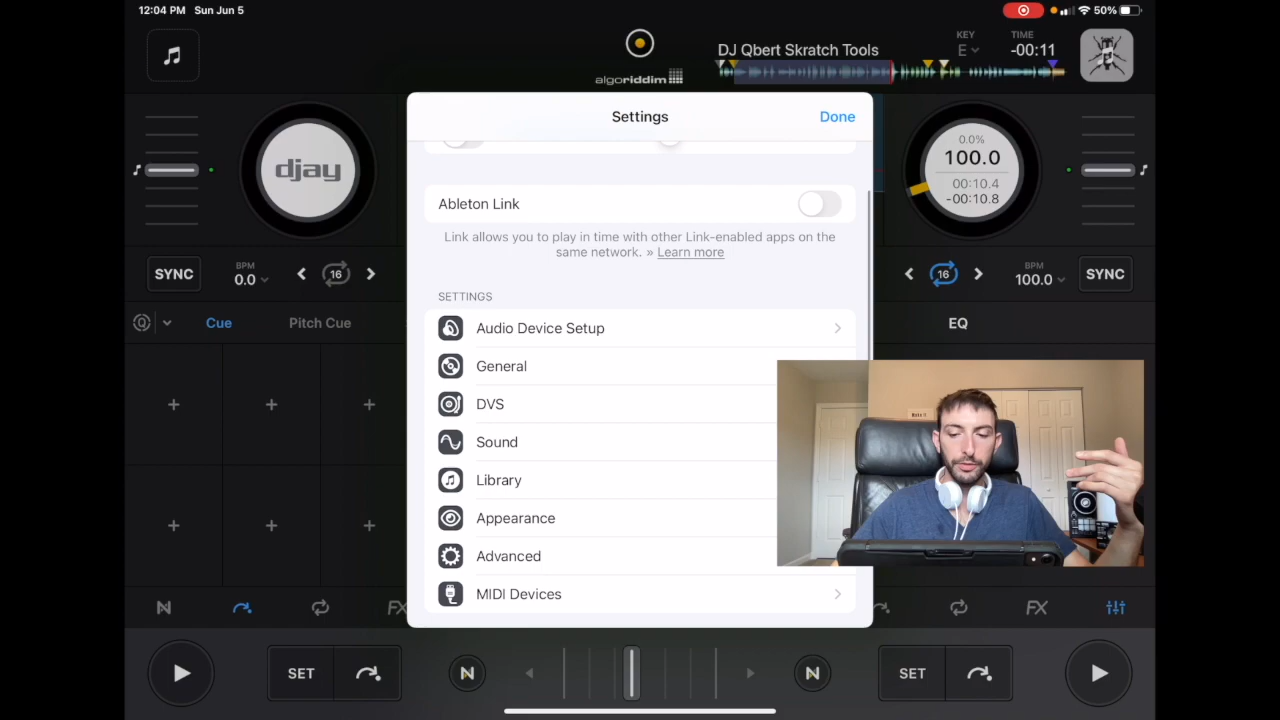 12:04 PM Sun Jun 5
50%
algoriddim
DJ Qbert Skratch Tools
KEY
E
TIME
-00:11
Settings
Done
djay
0.0%
100.0
00:10.4
-00:10.8
Ableton Link
Link allows you to play in time with other Link-enabled apps on the
same network. » Learn more
SYNC
BPM
0.0
16
16
BPM
100.0
SYNC
SETTINGS
Cue
Pitch Cue
EQ
Audio Device Setup
General
DVS
Sound
Library
Appearance
Advanced
MIDI Devices
FX
FX
SET
SET